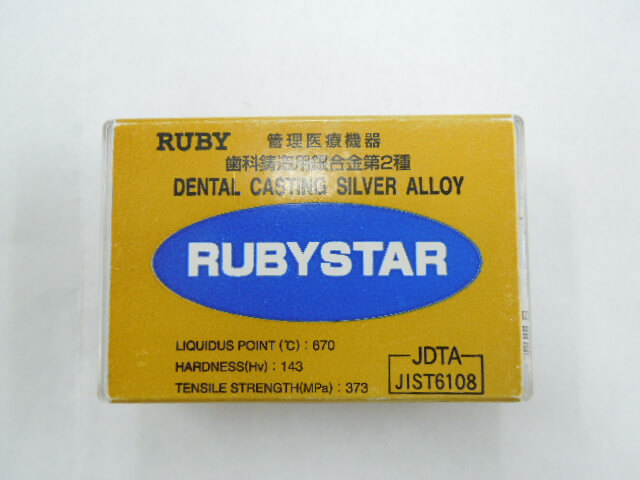 RUBY 管理医療機器
歯科鋳造用銀合金第2種
DENTAL CASTING SILVER ALLOY
RUBYSTAR
LIQUIDUS POINT (℃) : 670
HARDNESS(Hv) : 143
TENSILE STRENGTH(MPa) : 373
JDTA
JIST6108